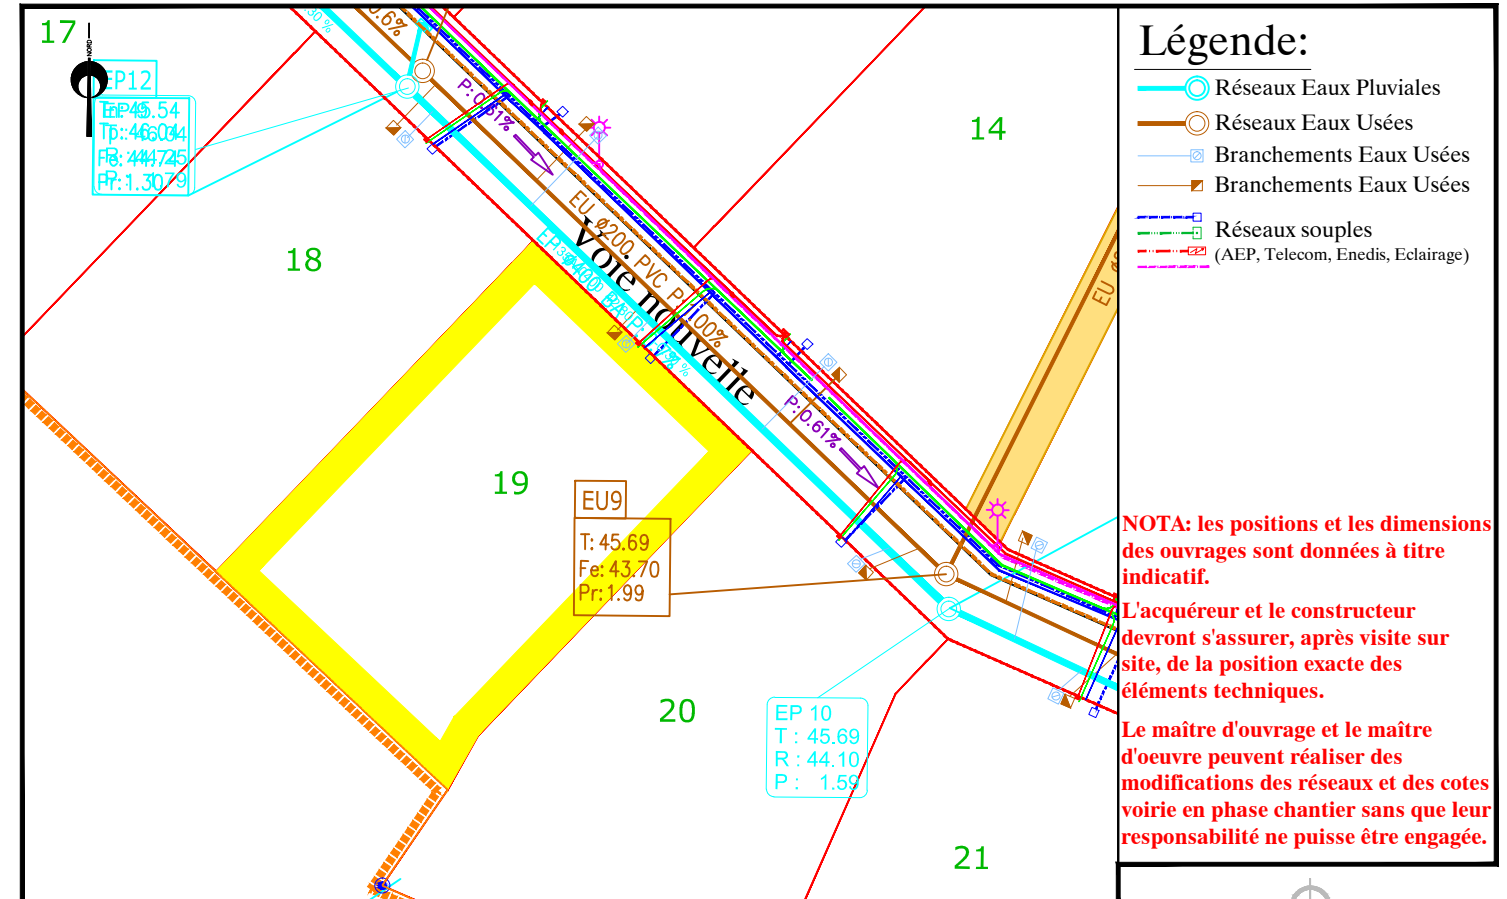 17
NORD
EP12
18
14
19
20
21
P:0.61%
EU ø200 PVC P:1.00%
Voie nouvelle
P:0.61%
EU9
T: 45.69
Fe: 43.70
Pr: 1.99
EP 10
T : 45.69
R : 44.10
P : 1.59
Légende:
Réseaux Eaux Pluviales
Réseaux Eaux Usées
Branchements Eaux Usées
Branchements Eaux Usées
Réseaux souples
(AEP, Telecom, Enedis, Eclairage)
NOTA: les positions et les dimensions
des ouvrages sont données à titre
indicatif.
L'acquéreur et le constructeur
devront s'assurer, après visite sur
site, de la position exacte des
éléments techniques.
Le maître d'ouvrage et le maître
d'oeuvre peuvent réaliser des
modifications des réseaux et des cotes
voirie en phase chantier sans que leur
responsabilité ne puisse être engagée.